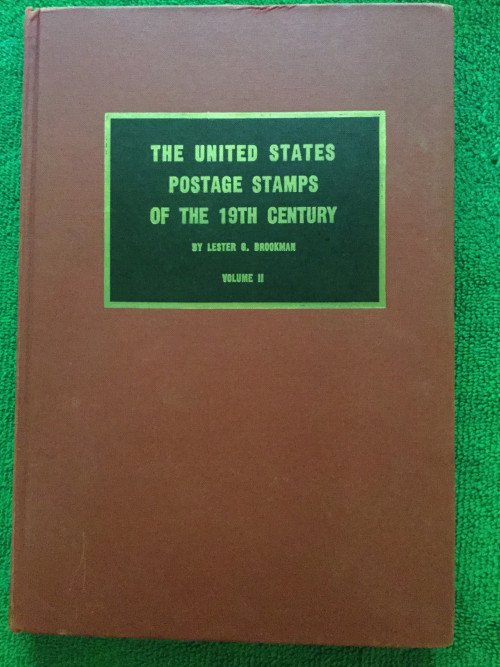 THE UNITED STATES
POSTAGE STAMPS
OF THE 19TH CENTURY
BY LESTER G. BROOKMAN
VOLUME II